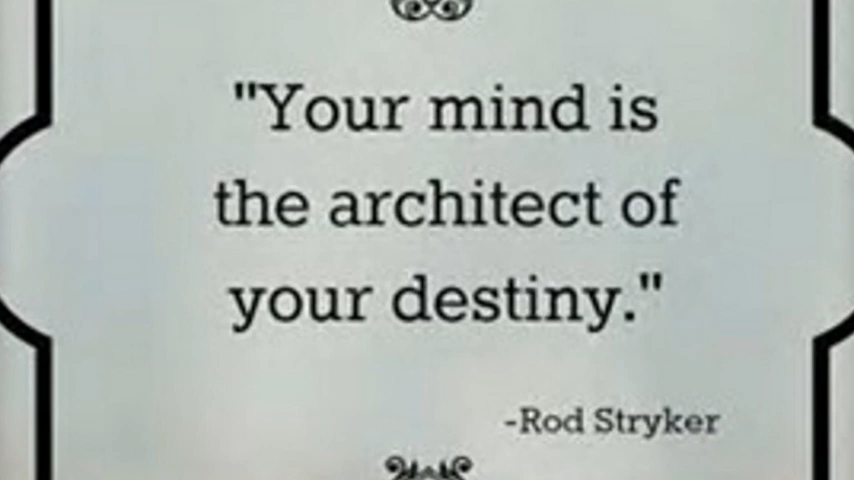 "Your mind is
the architect of
your destiny."
-Rod Stryker